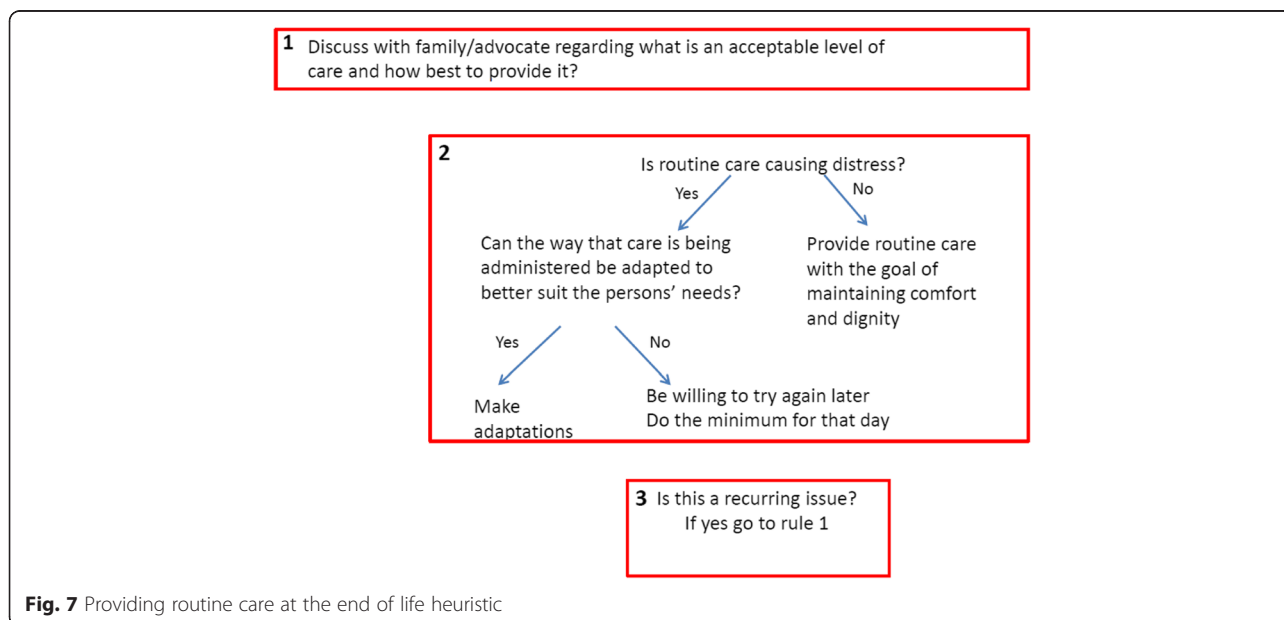 1 Discuss with family/advocate regarding what is an acceptable level of
care and how best to provide it?
2
Is routine care causing distress?
Yes
No
Can the way that care is being
administered be adapted to
better suit the persons’ needs?
Provide routine care
with the goal of
maintaining comfort
and dignity
Yes
No
Make
adaptations
Be willing to try again later
Do the minimum for that day
3 Is this a recurring issue?
If yes go to rule 1
Fig. 7 Providing routine care at the end of life heuristic